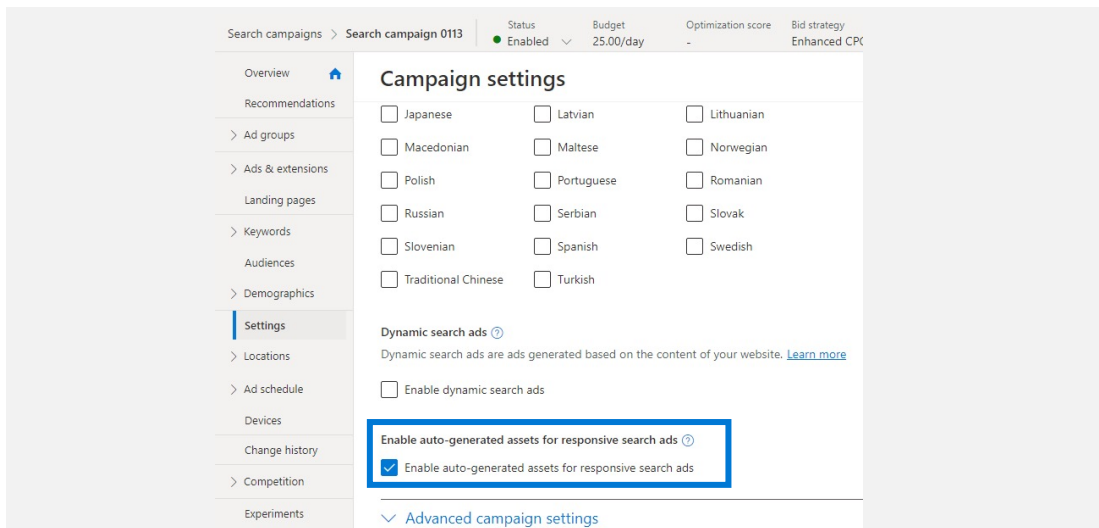 Search campaigns > Search campaign 0113
Status
Enabled
Budget
25.00/day
Optimization score
-
Bid strategy
Enhanced CPC
Overview
Recommendations
Ad groups
Ads & extensions
Landing pages
Keywords
Audiences
Demographics
Settings
Locations
Ad schedule
Devices
Change history
Competition
Experiments
Campaign settings
Japanese Latvian Lithuanian
Macedonian Maltese Norwegian
Polish Portuguese Romanian
Russian Serbian Slovak
Slovenian Spanish Swedish
Traditional Chinese Turkish
Dynamic search ads ?
Dynamic search ads are ads generated based on the content of your website. Learn more
Enable dynamic search ads
Enable auto-generated assets for responsive search ads ?
Enable auto-generated assets for responsive search ads
Advanced campaign settings